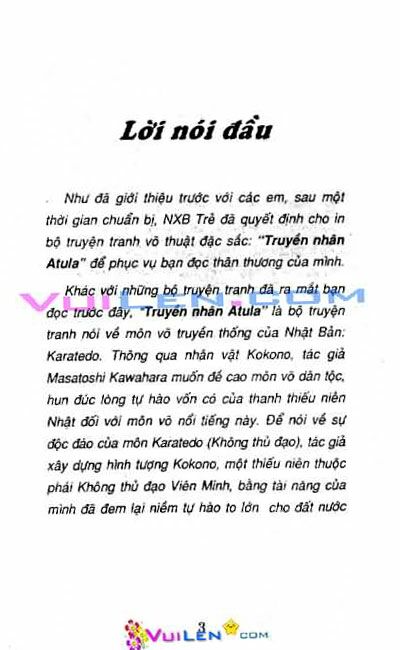 Lời nói đầu
Như đã giới thiệu trước với các em, sau một
thời gian chuẩn bị, NXB Trẻ đã quyết định cho in
bộ truyện tranh võ thuật đặc sắc: “Truyền nhân
Atula” để phục vụ bạn đọc thân thương của mình.
Khác với những bộ truyện tranh đã ra mắt bạn
VUILEN.COM
đọc trước đây, “Truyền nhân Atula” là bộ truyện
tranh nói về môn võ truyền thống của Nhật Bản:
Karatedo. Thông qua nhân vật Kokono, tác giả
Masatoshi Kawahara muốn đề cao môn võ dân tộc,
hun đúc lòng tự hào vốn có của thanh thiếu niên
Nhật đối với môn võ nổi tiếng này. Để nói về sự
độc đáo của môn Karatedo (Không thủ đạo), tác giả
xây dựng hình tượng Kokono, một thiếu niên thuộc
phái Không thủ đạo Viên Minh, bằng tài năng của
mình đã đem lại niềm tự hào to lớn cho đất nước
3
VUILEN.COM